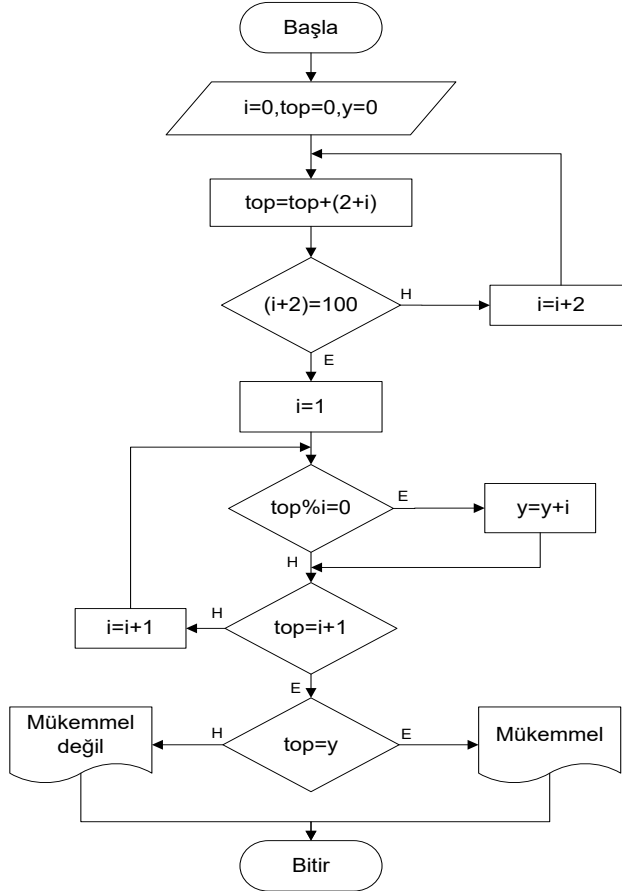 Başla
i=0,top=0,y=0
top=top+(2+i)
(i+2)=100
H
i=i+2
E
i=1
top%i=0
E
y=y+i
H
top=i+1
H
i=i+1
E
top=y
H
Mükemmel
değil
E
Mükemmel
Bitir